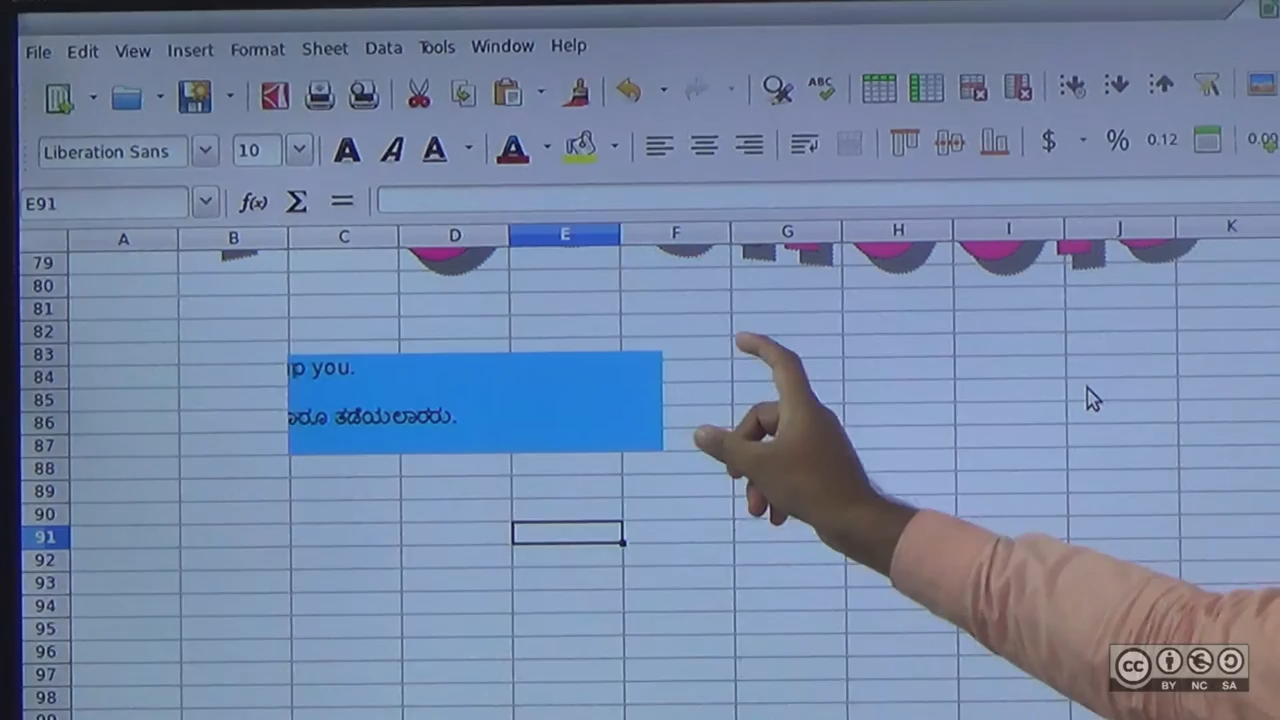 File Edit View Insert Format Sheet Data Tools Window Help
ABC
Liberation Sans 10 A A A A $ % 0.12
E91 f(x) Σ =
A B C D E F G H I J K
79
80
81
82
83
84
85
86
87
88
89
90
91
92
93
94
95
96
97
98
you.
ತಡೆಯಲಾರರು.
cc
BY NC SA